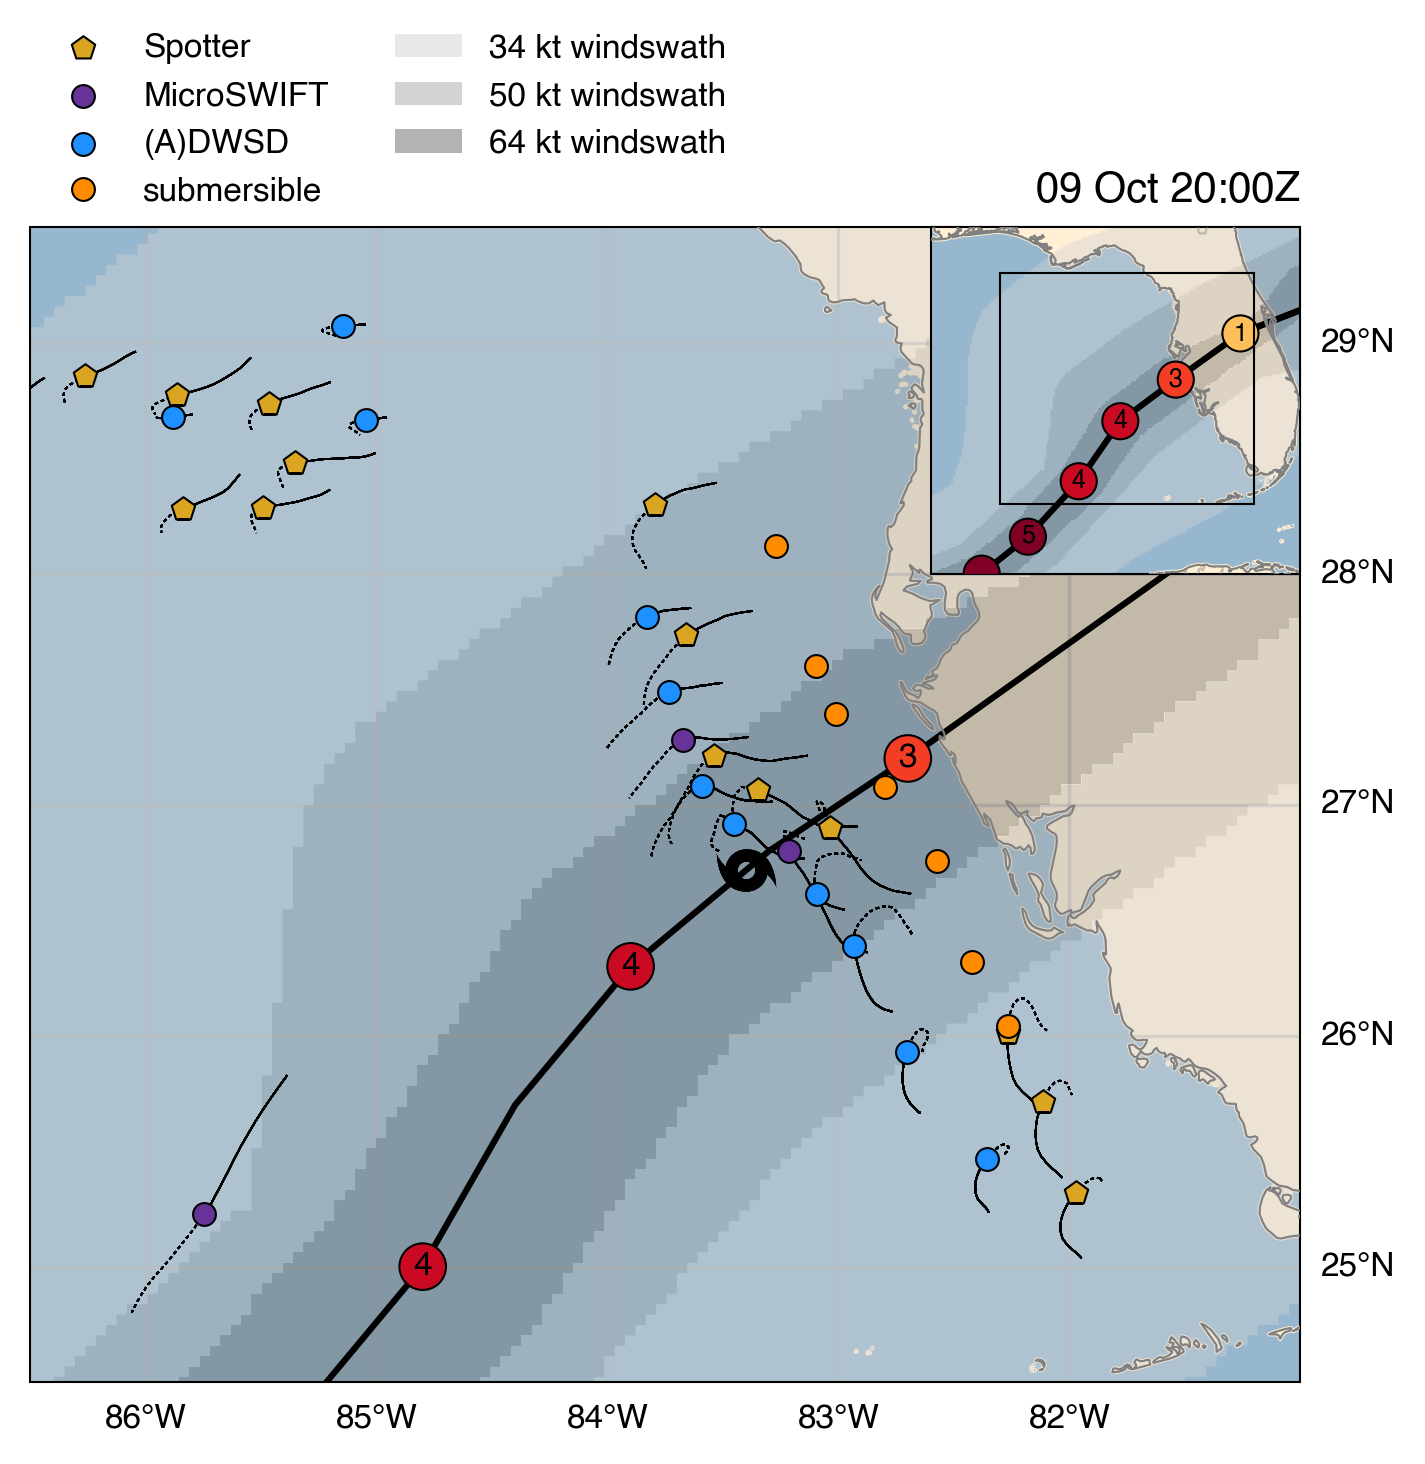 Spotter
MicroSWIFT
(A)DWSD
submersible
34 kt windswath
50 kt windswath
64 kt windswath
09 Oct 20:00Z
1
3
4
4
5
3
4
4
29°N
28°N
27°N
26°N
25°N
86°W
85°W
84°W
83°W
82°W